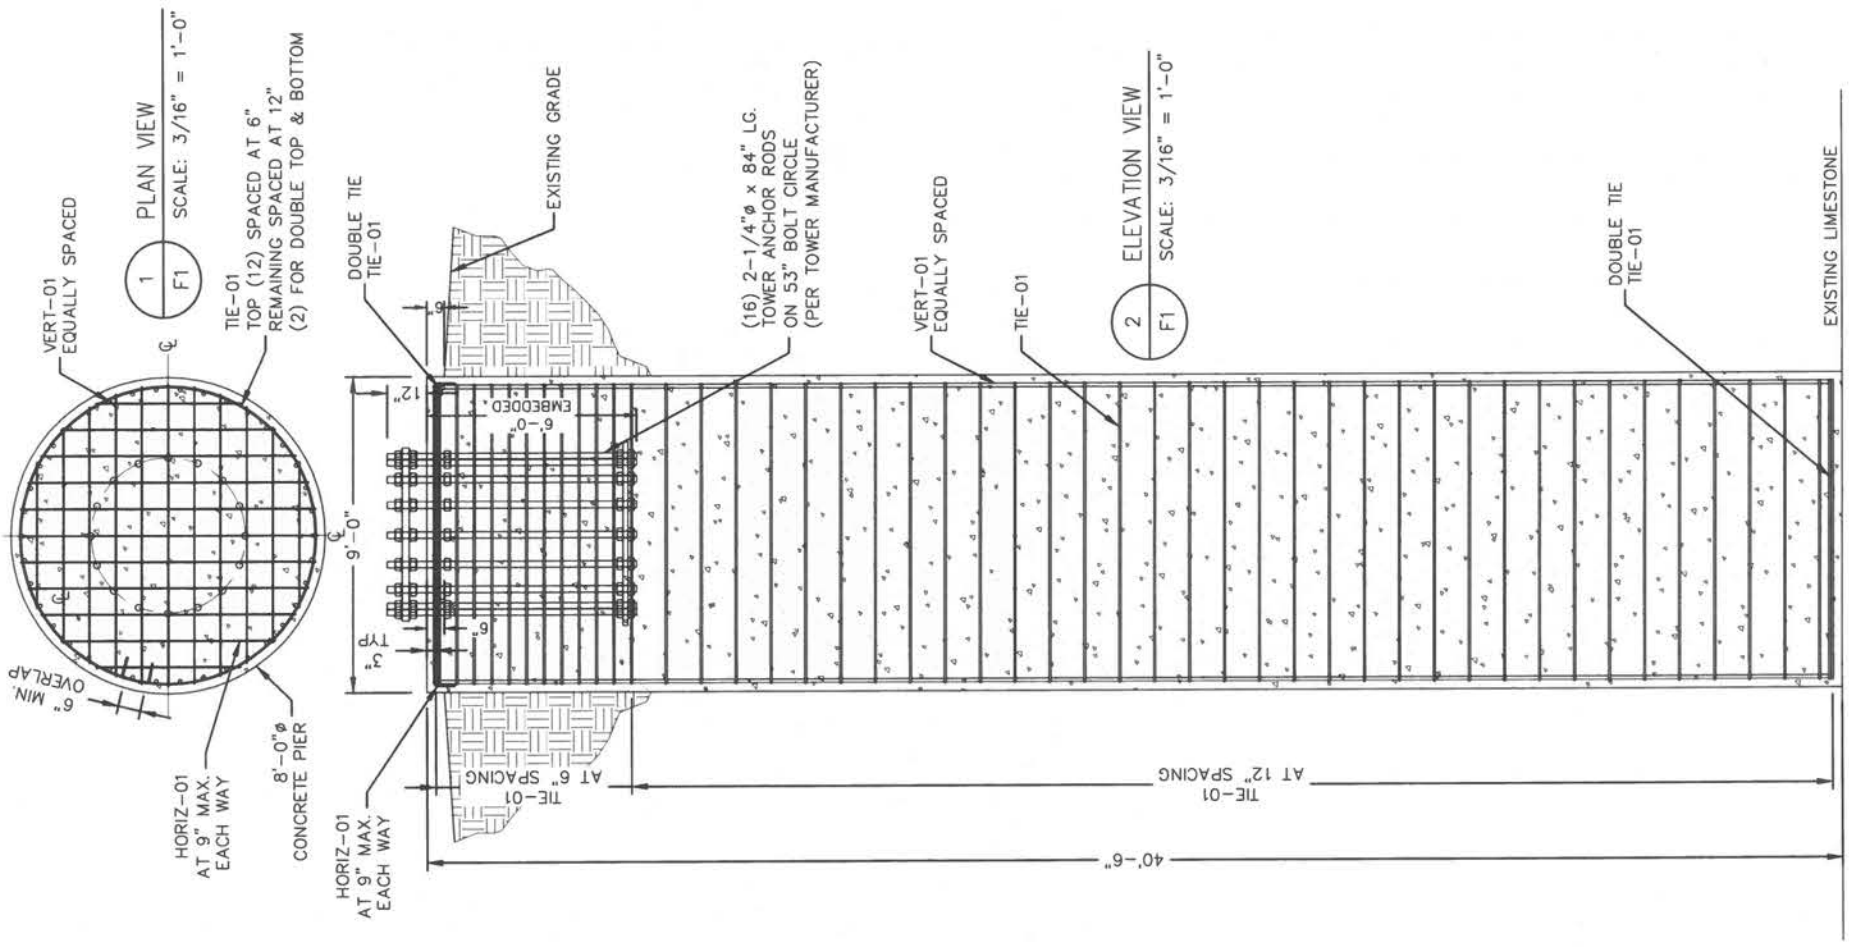 VERT-01
EQUALLY SPACED
1
F1
PLAN VIEW
SCALE: 3/16" = 1'-0"
TIE-01
TOP (12) SPACED AT 6"
REMAINING SPACED AT 12"
(2) FOR DOUBLE TOP & BOTTOM
6" MIN.
OVERLAP
HORIZ-01
AT 9" MAX.
EACH WAY
8'-0"ø
CONCRETE PIER
℄
℄
℄
9'-0"
DOUBLE TIE
TIE-01
EXISTING GRADE
6"
12"
6'-0"
EMBEDDED
3"
TYP
6"
(16) 2-1/4"ø x 84" LG.
TOWER ANCHOR RODS
ON 53" BOLT CIRCLE
(PER TOWER MANUFACTURER)
HORIZ-01
AT 9" MAX.
EACH WAY
TIE-01
AT 6" SPACING
VERT-01
EQUALLY SPACED
TIE-01
2
F1
ELEVATION VIEW
SCALE: 3/16" = 1'-0"
TIE-01
AT 12" SPACING
40'-6"
DOUBLE TIE
TIE-01
EXISTING LIMESTONE